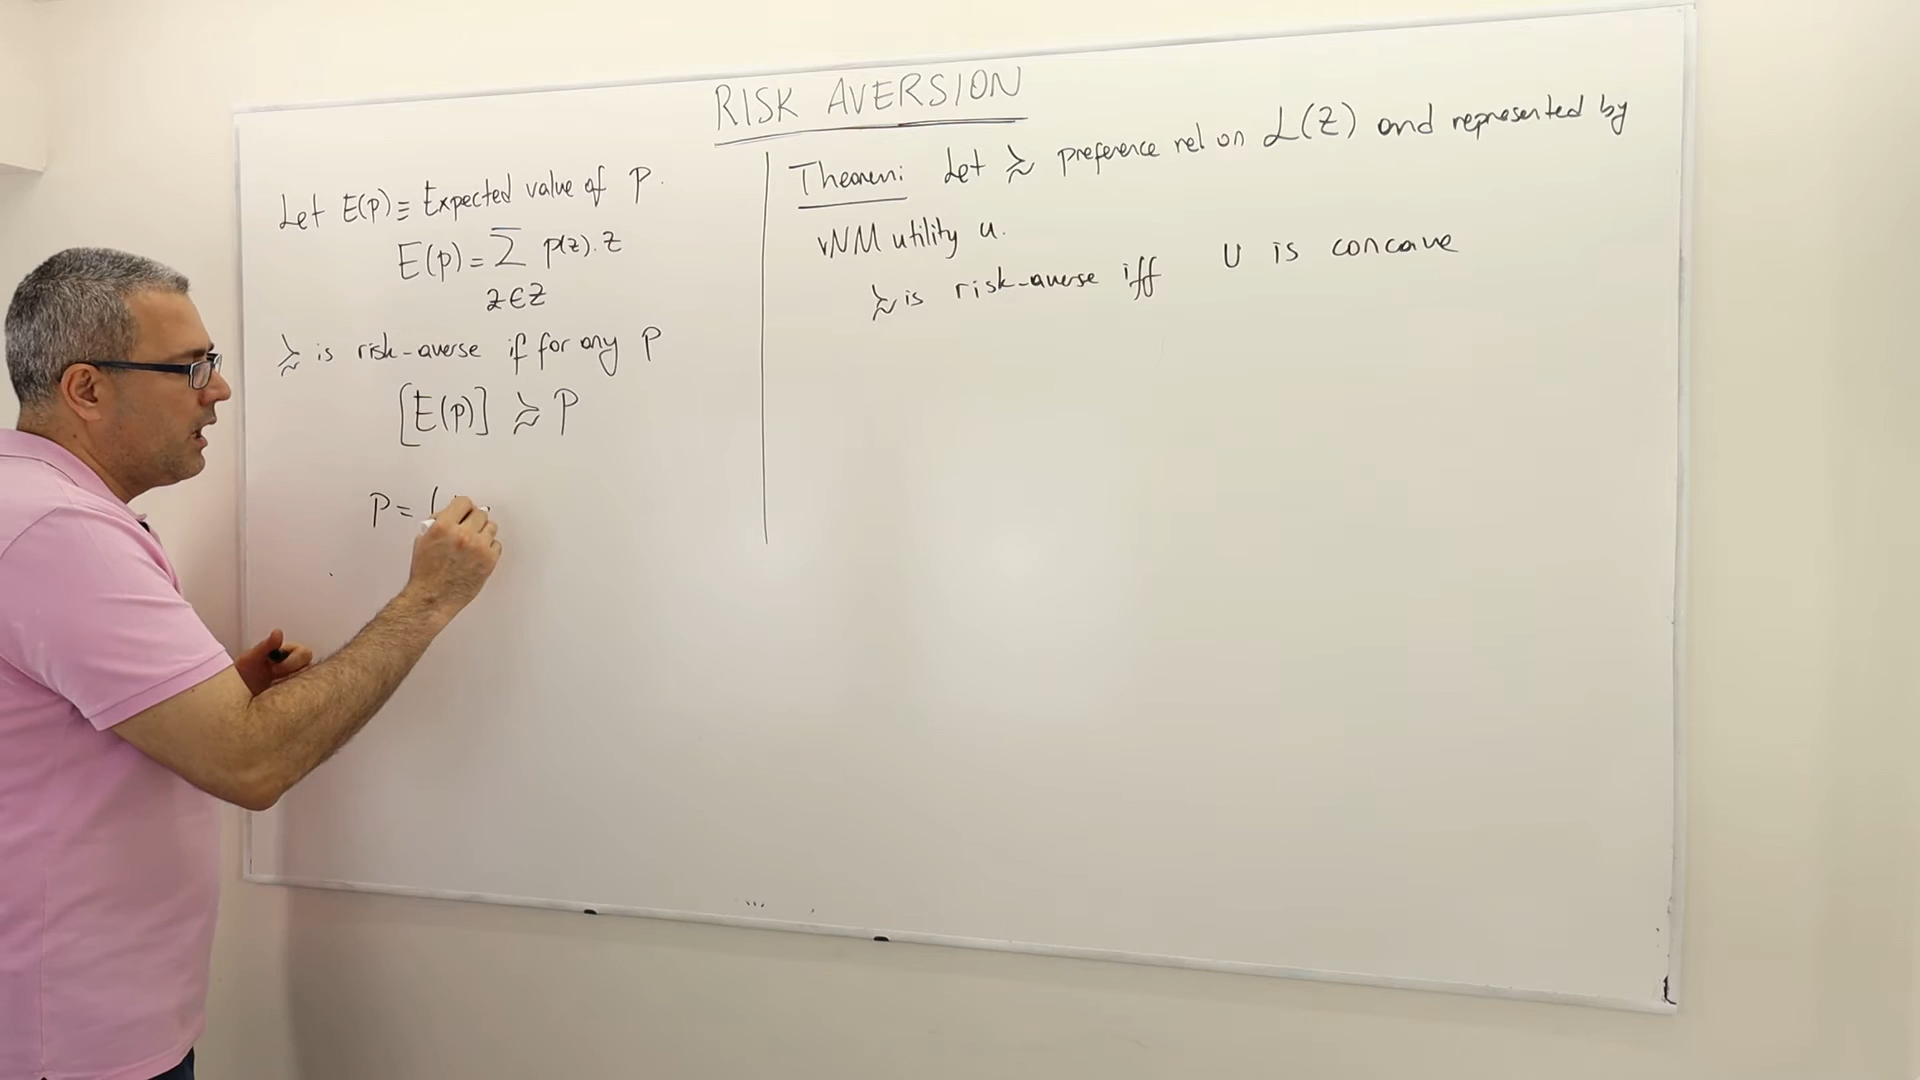 RISK AVERSION
Let E(p) ≡ Expected value of P.
E(p) = ∑ p(z). z
z∈Z
≿ is risk-averse if for any P
[E(p)] ≿ P
P = (
Theorem: Let ≿ preference rel on L(Z) and represented by
vNM utility u.
≿ is risk-averse iff U is concave